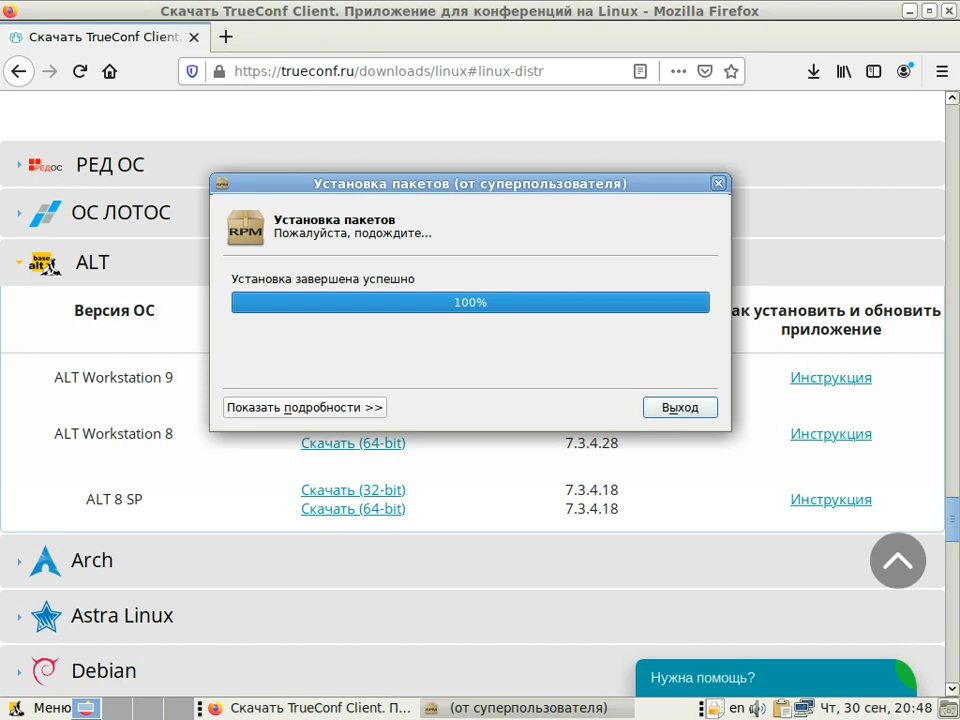 Скачать TrueConf Client. Приложение для конференций на Linux - Mozilla Firefox
Скачать TrueConf Client.
https://trueconf.ru/downloads/linux#linux-distr
РЕДОС РЕД ОС
ОС ЛОТОС
base alt ALT
Версия ОС
ак установить и обновить
приложение
ALT Workstation 9
Инструкция
ALT Workstation 8
Скачать (64-bit)
7.3.4.28
Инструкция
ALT 8 SP
Скачать (32-bit)
Скачать (64-bit)
7.3.4.18
7.3.4.18
Инструкция
Arch
Astra Linux
Debian
Нужна помощь?
Установка пакетов (от суперпользователя)
RPM
Установка пакетов
Пожалуйста, подождите...
Установка завершена успешно
100%
Показать подробности >>
Выход
Меню
Скачать TrueConf Client. П...
(от суперпользователя)
en
Чт, 30 сен, 20:48